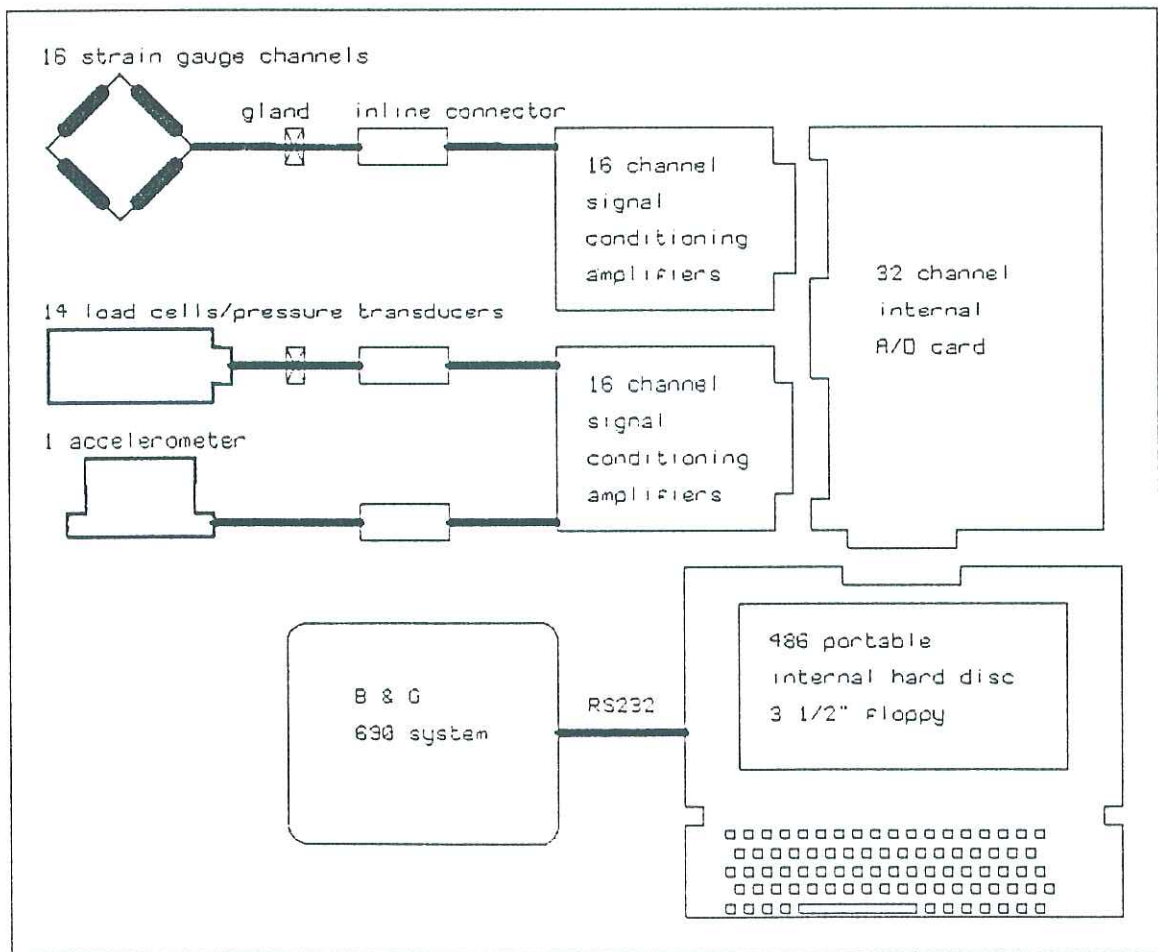 16 strain gauge channels
gland
inline connector
16 channel
signal
conditioning
amplifiers
32 channel
internal
A/D card
14 load cells/pressure transducers
16 channel
signal
conditioning
amplifiers
1 accelerometer
B & G
690 system
RS232
486 portable
internal hard disc
3 1/2" floppy